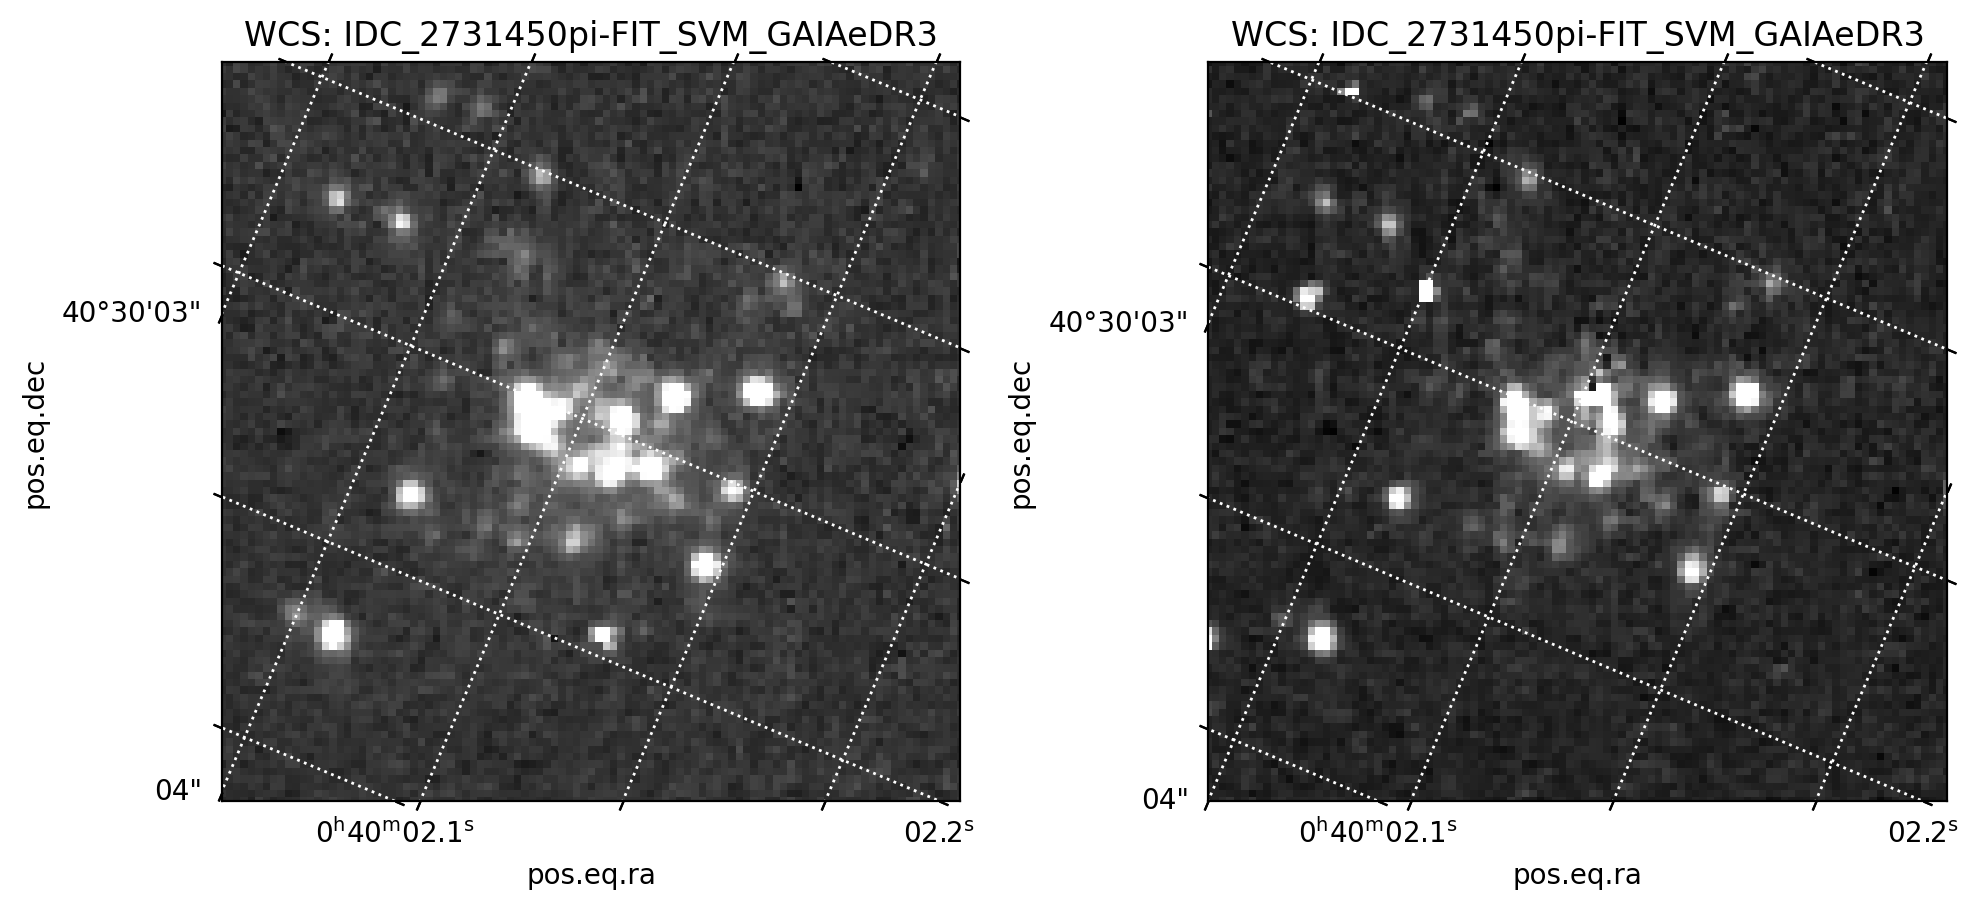 WCS: IDC_2731450pi-FIT_SVM_GAIAeDR3
40°30'03"
04"
pos.eq.dec
0ʰ40ᵐ02.1ˢ
02.2ˢ
pos.eq.ra
WCS: IDC_2731450pi-FIT_SVM_GAIAeDR3
40°30'03"
04"
pos.eq.dec
0ʰ40ᵐ02.1ˢ
02.2ˢ
pos.eq.ra